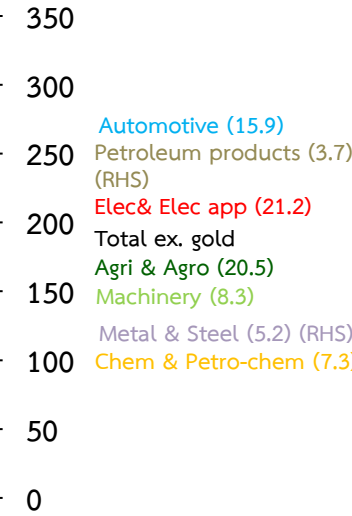 350
300
Automotive (15.9)
250
Petroleum products (3.7)
(RHS)
Elec& Elec app (21.2)
200
Total ex. gold
Agri & Agro (20.5)
150
Machinery (8.3)
Metal & Steel (5.2) (RHS)
100
Chem & Petro-chem (7.3)
50
0